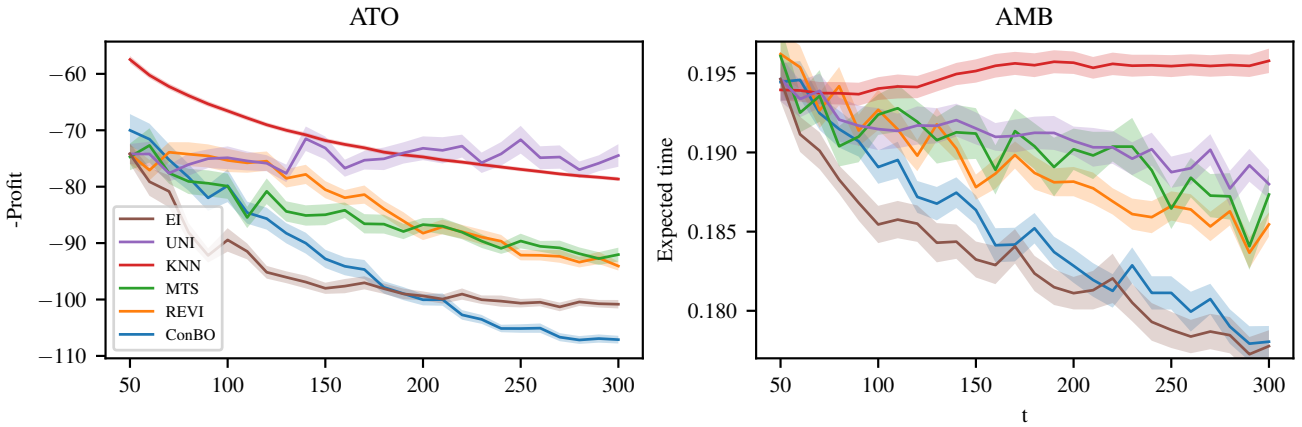 ATO
-Profit
−60
−70
−80
−90
−100
−110
EI
UNI
KNN
MTS
REVI
ConBO
50
100
150
200
250
300
AMB
Expected time
0.195
0.190
0.185
0.180
50
100
150
200
250
300
t